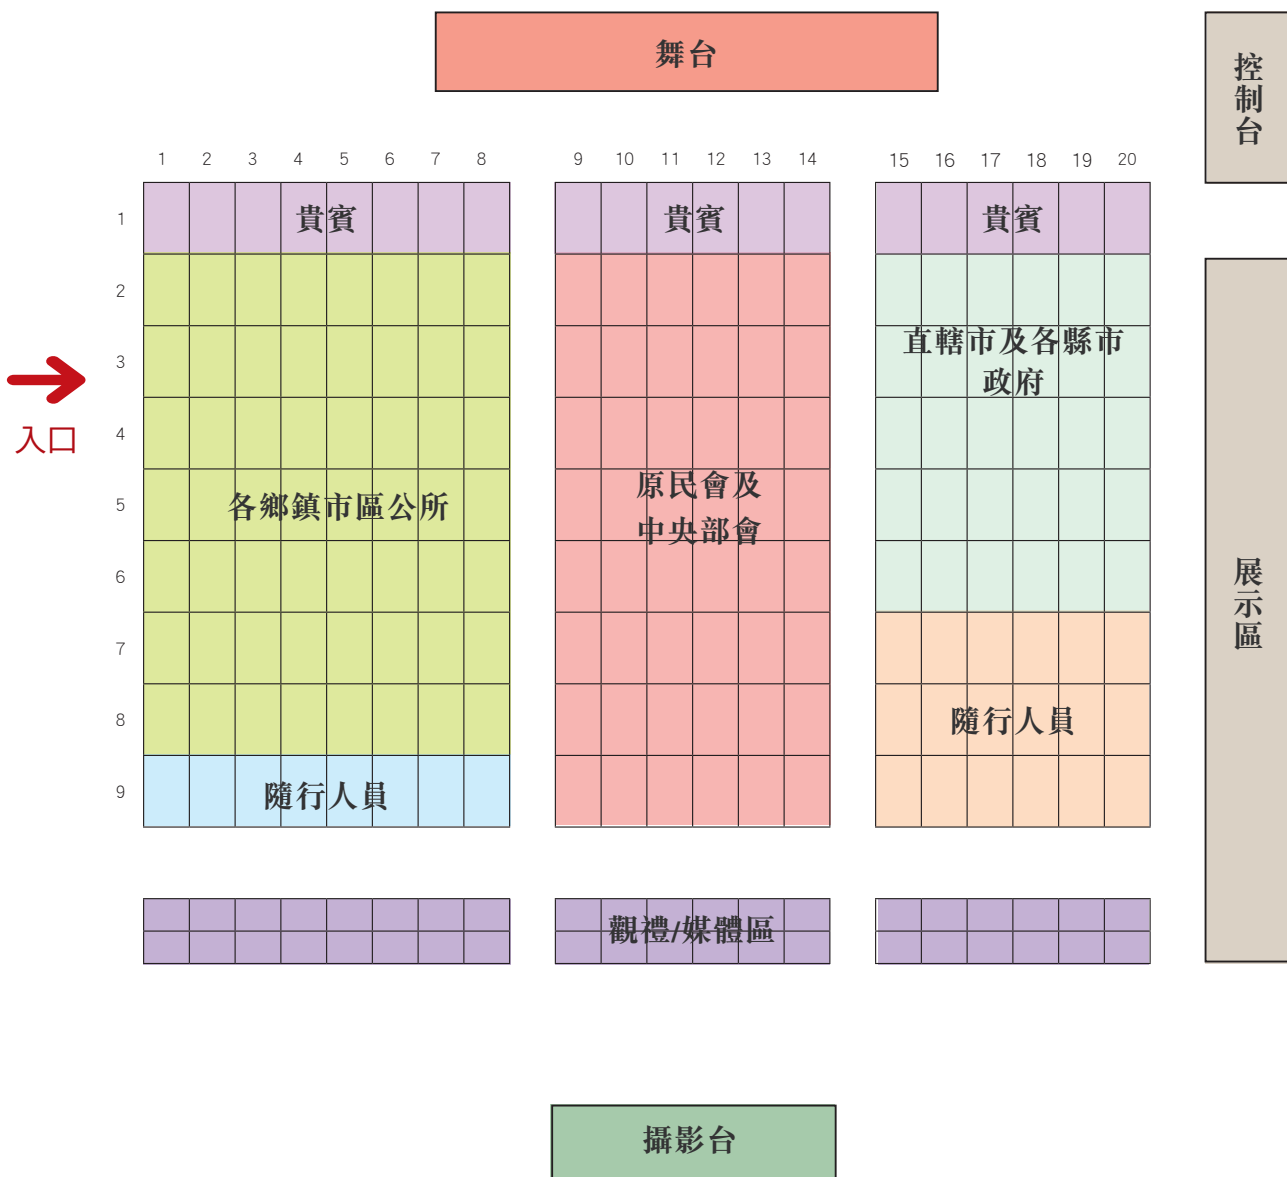 舞台
控制台
1 2 3 4 5 6 7 8 9 10 11 12 13 14 15 16 17 18 19 20
1 貴賓 貴賓 貴賓
2
3 直轄市及各縣市
政府
入口
4
5 各鄉鎮市區公所 原民會及
中央部會
6
展示區
7
8 隨行人員
9 隨行人員
觀禮/媒體區
攝影台